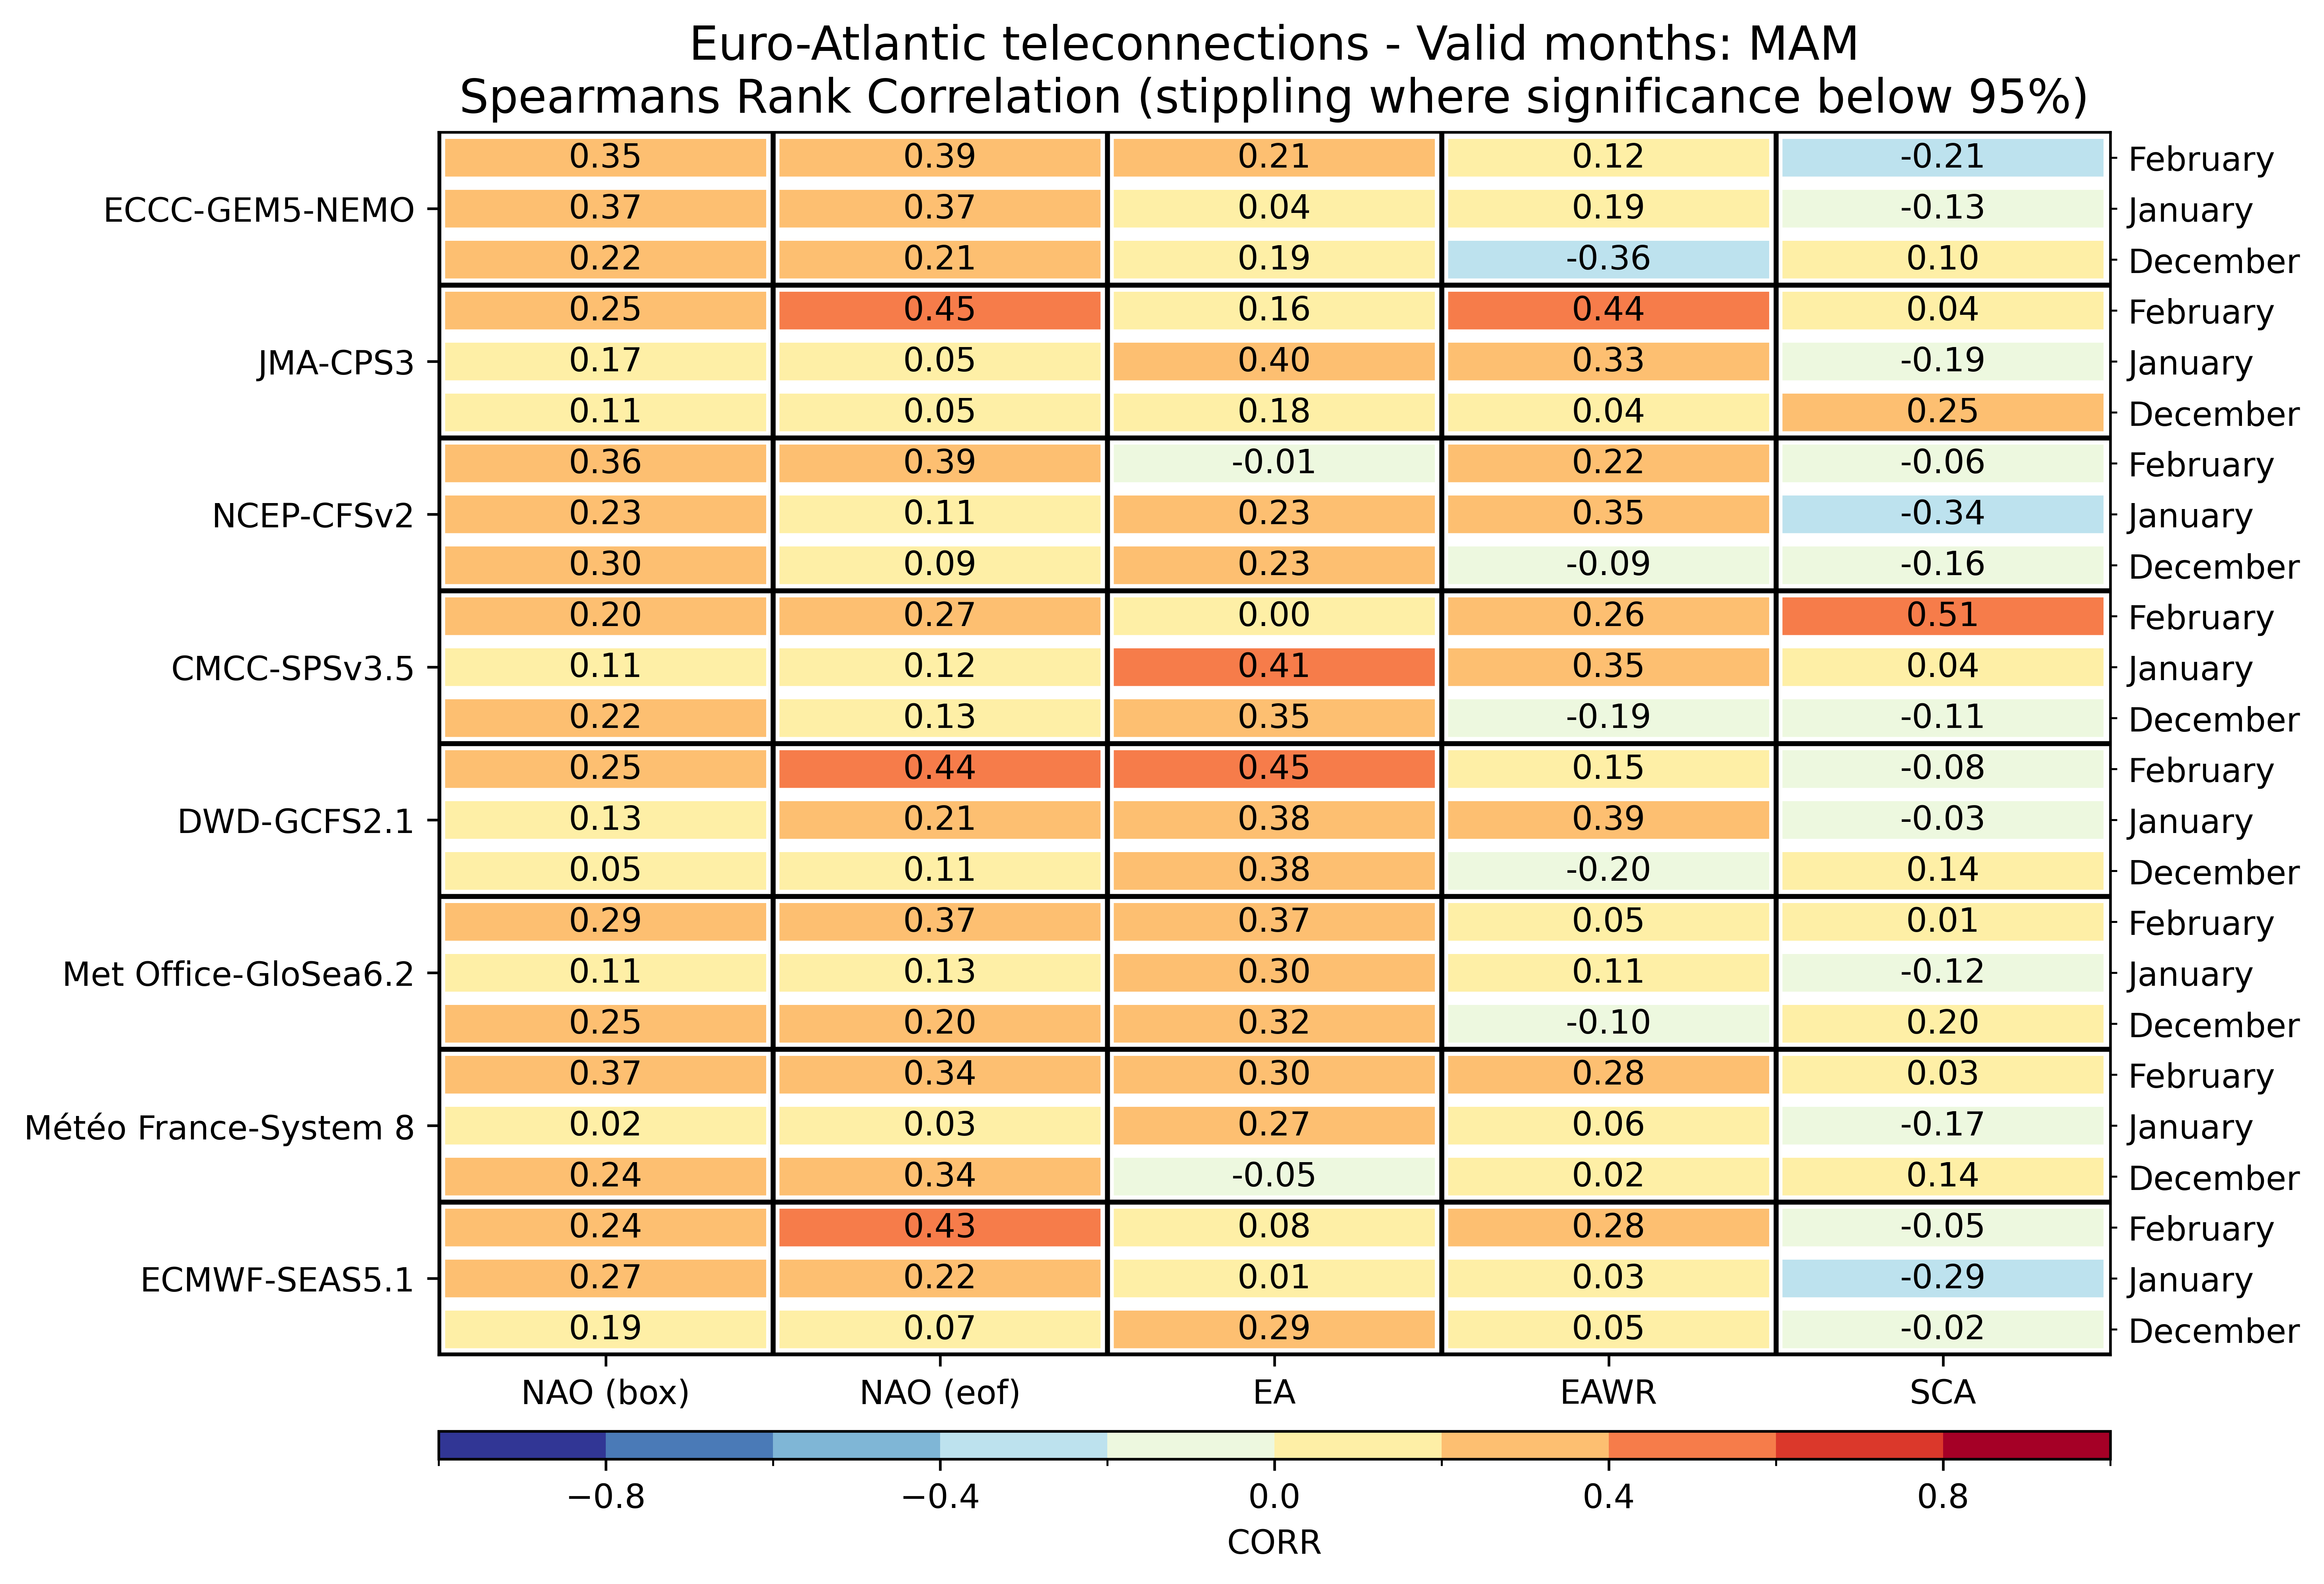 Euro-Atlantic teleconnections - Valid months: MAM
Spearmans Rank Correlation (stippling where significance below 95%)
0.35 0.39 0.21 0.12 -0.21 February
ECCC-GEM5-NEMO 0.37 0.37 0.04 0.19 -0.13 January
0.22 0.21 0.19 -0.36 0.10 December
0.25 0.45 0.16 0.44 0.04 February
JMA-CPS3 0.17 0.05 0.40 0.33 -0.19 January
0.11 0.05 0.18 0.04 0.25 December
0.36 0.39 -0.01 0.22 -0.06 February
NCEP-CFSv2 0.23 0.11 0.23 0.35 -0.34 January
0.30 0.09 0.23 -0.09 -0.16 December
0.20 0.27 0.00 0.26 0.51 February
CMCC-SPSv3.5 0.11 0.12 0.41 0.35 0.04 January
0.22 0.13 0.35 -0.19 -0.11 December
0.25 0.44 0.45 0.15 -0.08 February
DWD-GCFS2.1 0.13 0.21 0.38 0.39 -0.03 January
0.05 0.11 0.38 -0.20 0.14 December
0.29 0.37 0.37 0.05 0.01 February
Met Office-GloSea6.2 0.11 0.13 0.30 0.11 -0.12 January
0.25 0.20 0.32 -0.10 0.20 December
0.37 0.34 0.30 0.28 0.03 February
Météo France-System 8 0.02 0.03 0.27 0.06 -0.17 January
0.24 0.34 -0.05 0.02 0.14 December
0.24 0.43 0.08 0.28 -0.05 February
ECMWF-SEAS5.1 0.27 0.22 0.01 0.03 -0.29 January
0.19 0.07 0.29 0.05 -0.02 December
NAO (box) NAO (eof) EA EAWR SCA
−0.8 −0.4 0.0 0.4 0.8
CORR